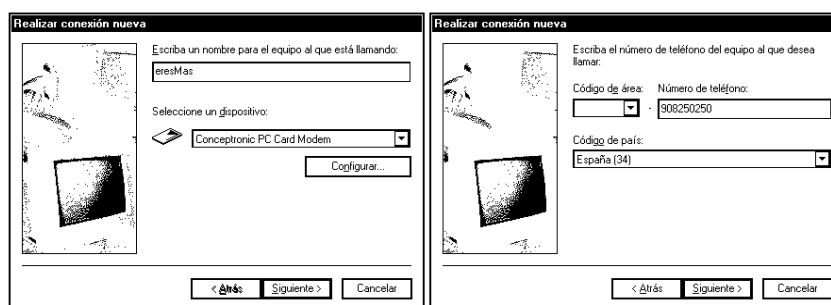 Realizar conexión nueva
Escriba un nombre para el equipo al que está llamando:
eresMas
Seleccione un dispositivo:
Conceptronic PC Card Modem
Configurar...
< Atrás
Siguiente >
Cancelar
Realizar conexión nueva
Escriba el número de teléfono del equipo al que desea
llamar:
Código de área: Número de teléfono:
- 908250250
Código de país:
España (34)
< Atrás
Siguiente >
Cancelar